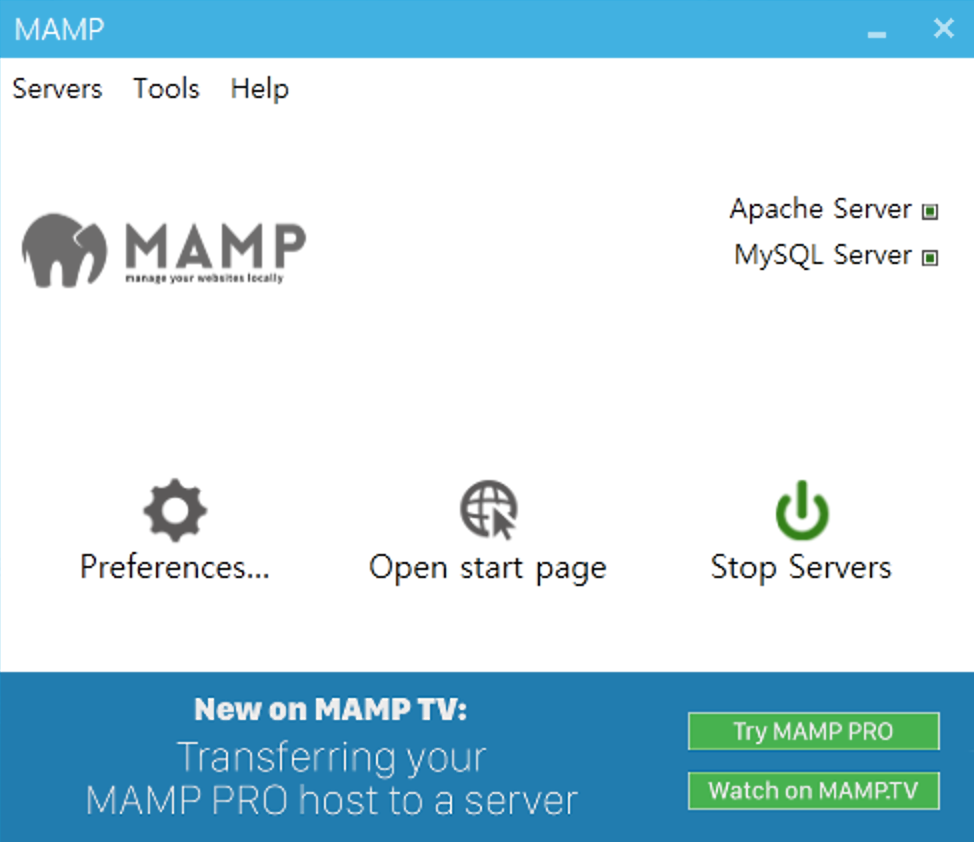 MAMP
Servers Tools Help
Apache Server
MySQL Server
MAMP
manage your websites locally
Preferences... Open start page Stop Servers
New on MAMP TV:
Transferring your
MAMP PRO host to a server
Try MAMP PRO
Watch on MAMP.TV